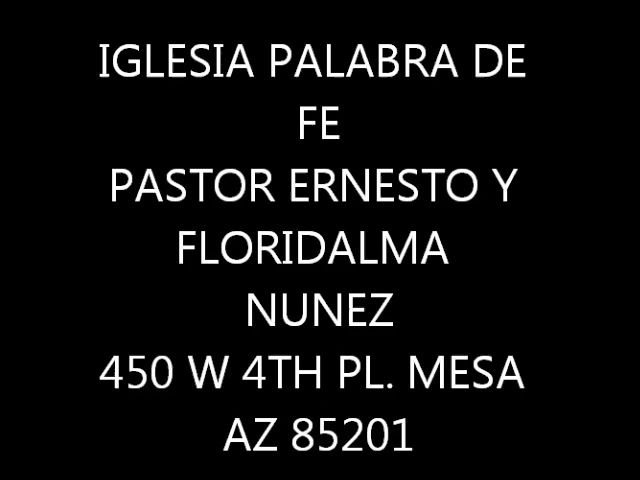 IGLESIA PALABRA DE
FE
PASTOR ERNESTO Y
FLORIDALMA
NUNEZ
450 W 4TH PL. MESA
AZ 85201